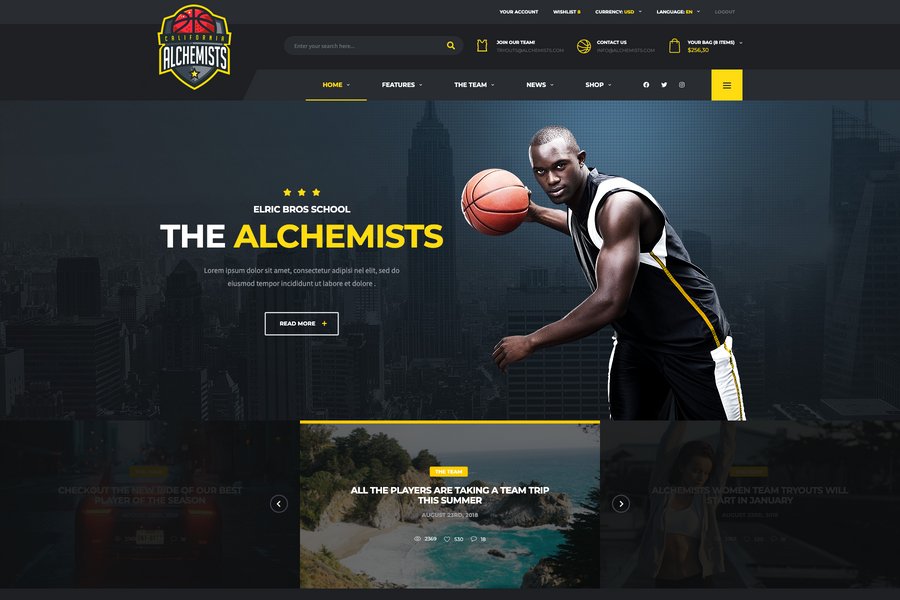 YOUR ACCOUNT
WISHLIST 8
CURRENCY: USD
LANGUAGE: EN
LOGOUT
CALIFORNIA
ALCHEMISTS
Enter your search here...
JOIN OUR TEAM!
TRYOUTS@ALCHEMISTS.COM
CONTACT US
INFO@ALCHEMISTS.COM
YOUR BAG (8 ITEMS)
$256,30
HOME
FEATURES
THE TEAM
NEWS
SHOP
ELRIC BROS SCHOOL
THE ALCHEMISTS
Lorem ipsum dolor sit amet, consectetur adipisi nel elit, sed do
eiusmod tempor incididunt ut labore et dolore .
READ MORE +
CHECKOUT THE NEW RIDE OF OUR BEST
PLAYER OF THE SEASON
THE TEAM
ALL THE PLAYERS ARE TAKING A TEAM TRIP
THIS SUMMER
AUGUST 23RD, 2018
2369 530 18
ALCHEMISTS WOMEN TEAM TRYOUTS WILL
START IN JANUARY